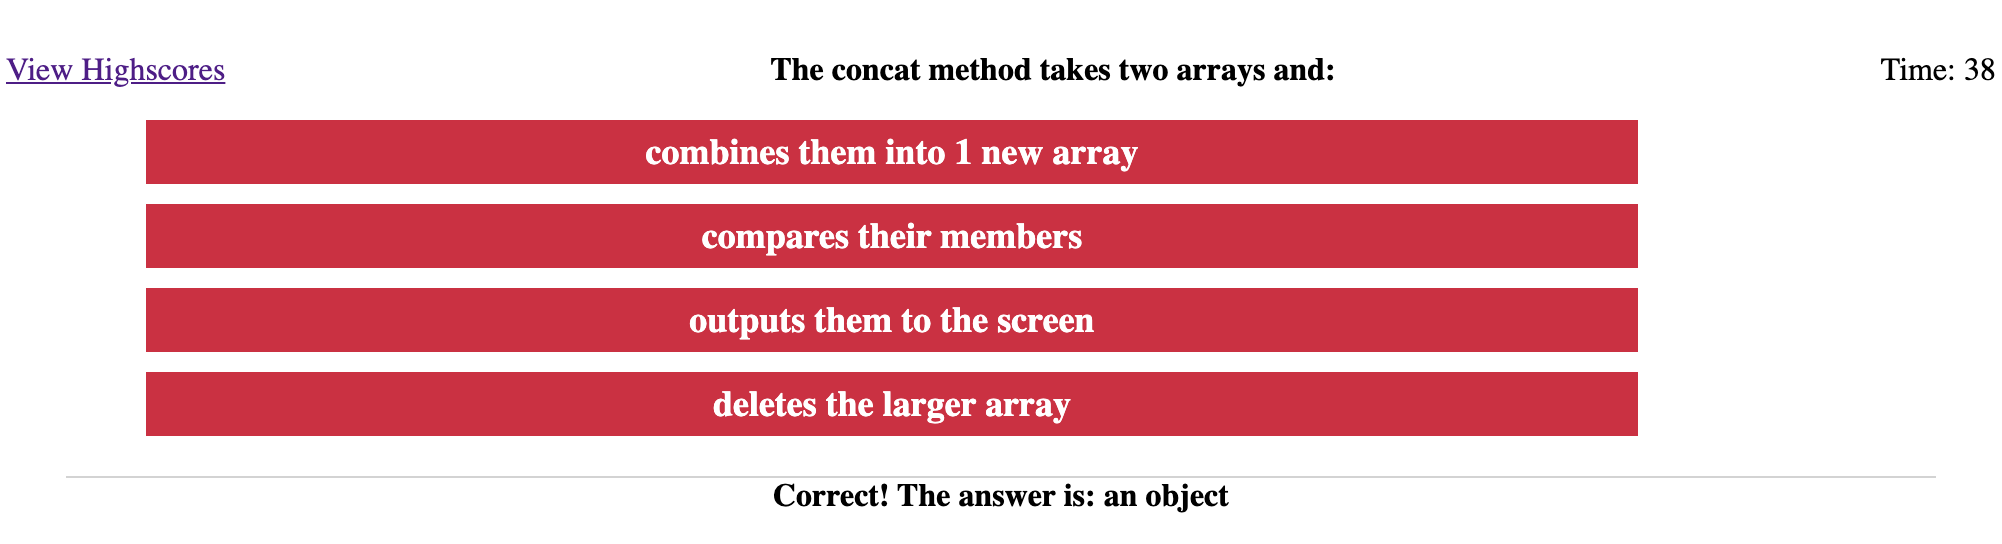 View Highscores
The concat method takes two arrays and:
Time: 38
combines them into 1 new array
compares their members
outputs them to the screen
deletes the larger array
Correct! The answer is: an object